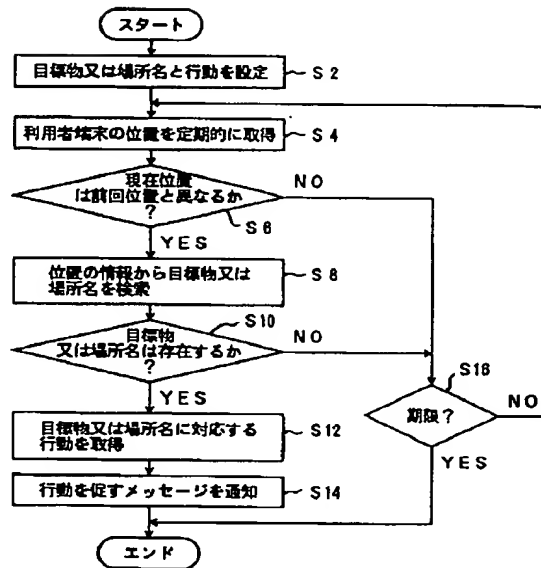 スタート
目標物又は場所名と行動を設定
S2
利用者端末の位置を定期的に取得
S4
現在位置
は前回位置と異なるか
?
NO
S6
YES
位置の情報から目標物又は
場所名を検索
S8
目標物
又は場所名は存在するか
?
S10
NO
YES
S16
期限?
NO
YES
目標物又は場所名に対応する
行動を取得
S12
行動を促すメッセージを通知
S14
エンド